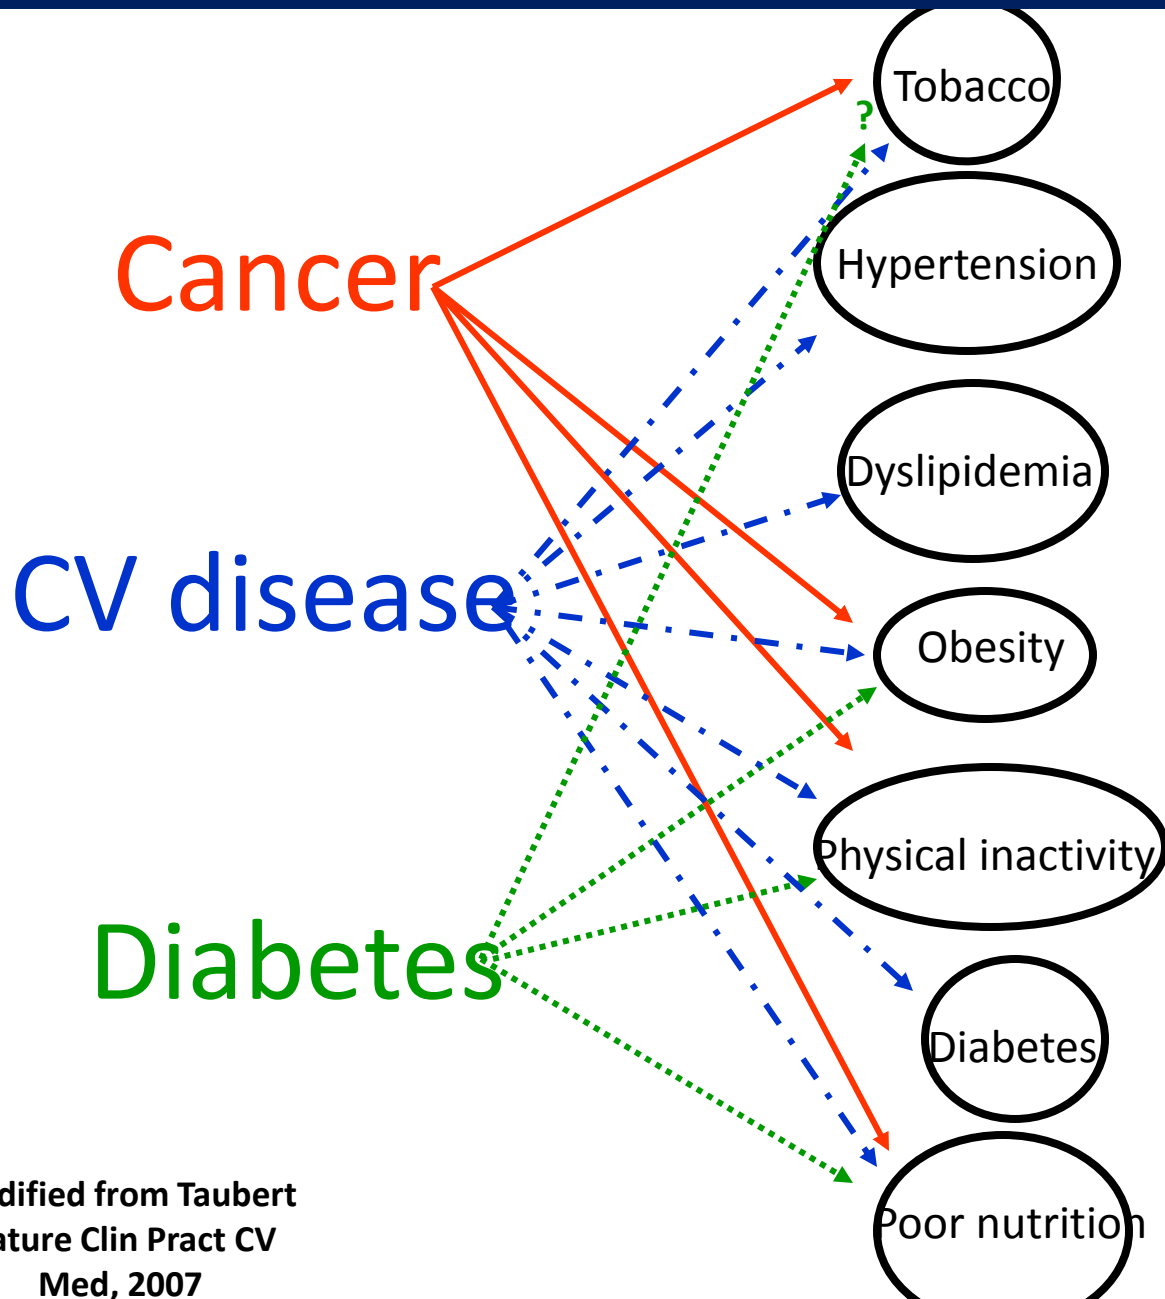 Tobacco
?
Cancer
Hypertension
Dyslipidemia
CV disease
Obesity
Physical inactivity
Diabetes
Diabetes
Poor nutrition
dified from Taubert
ature Clin Pract CV
Med, 2007